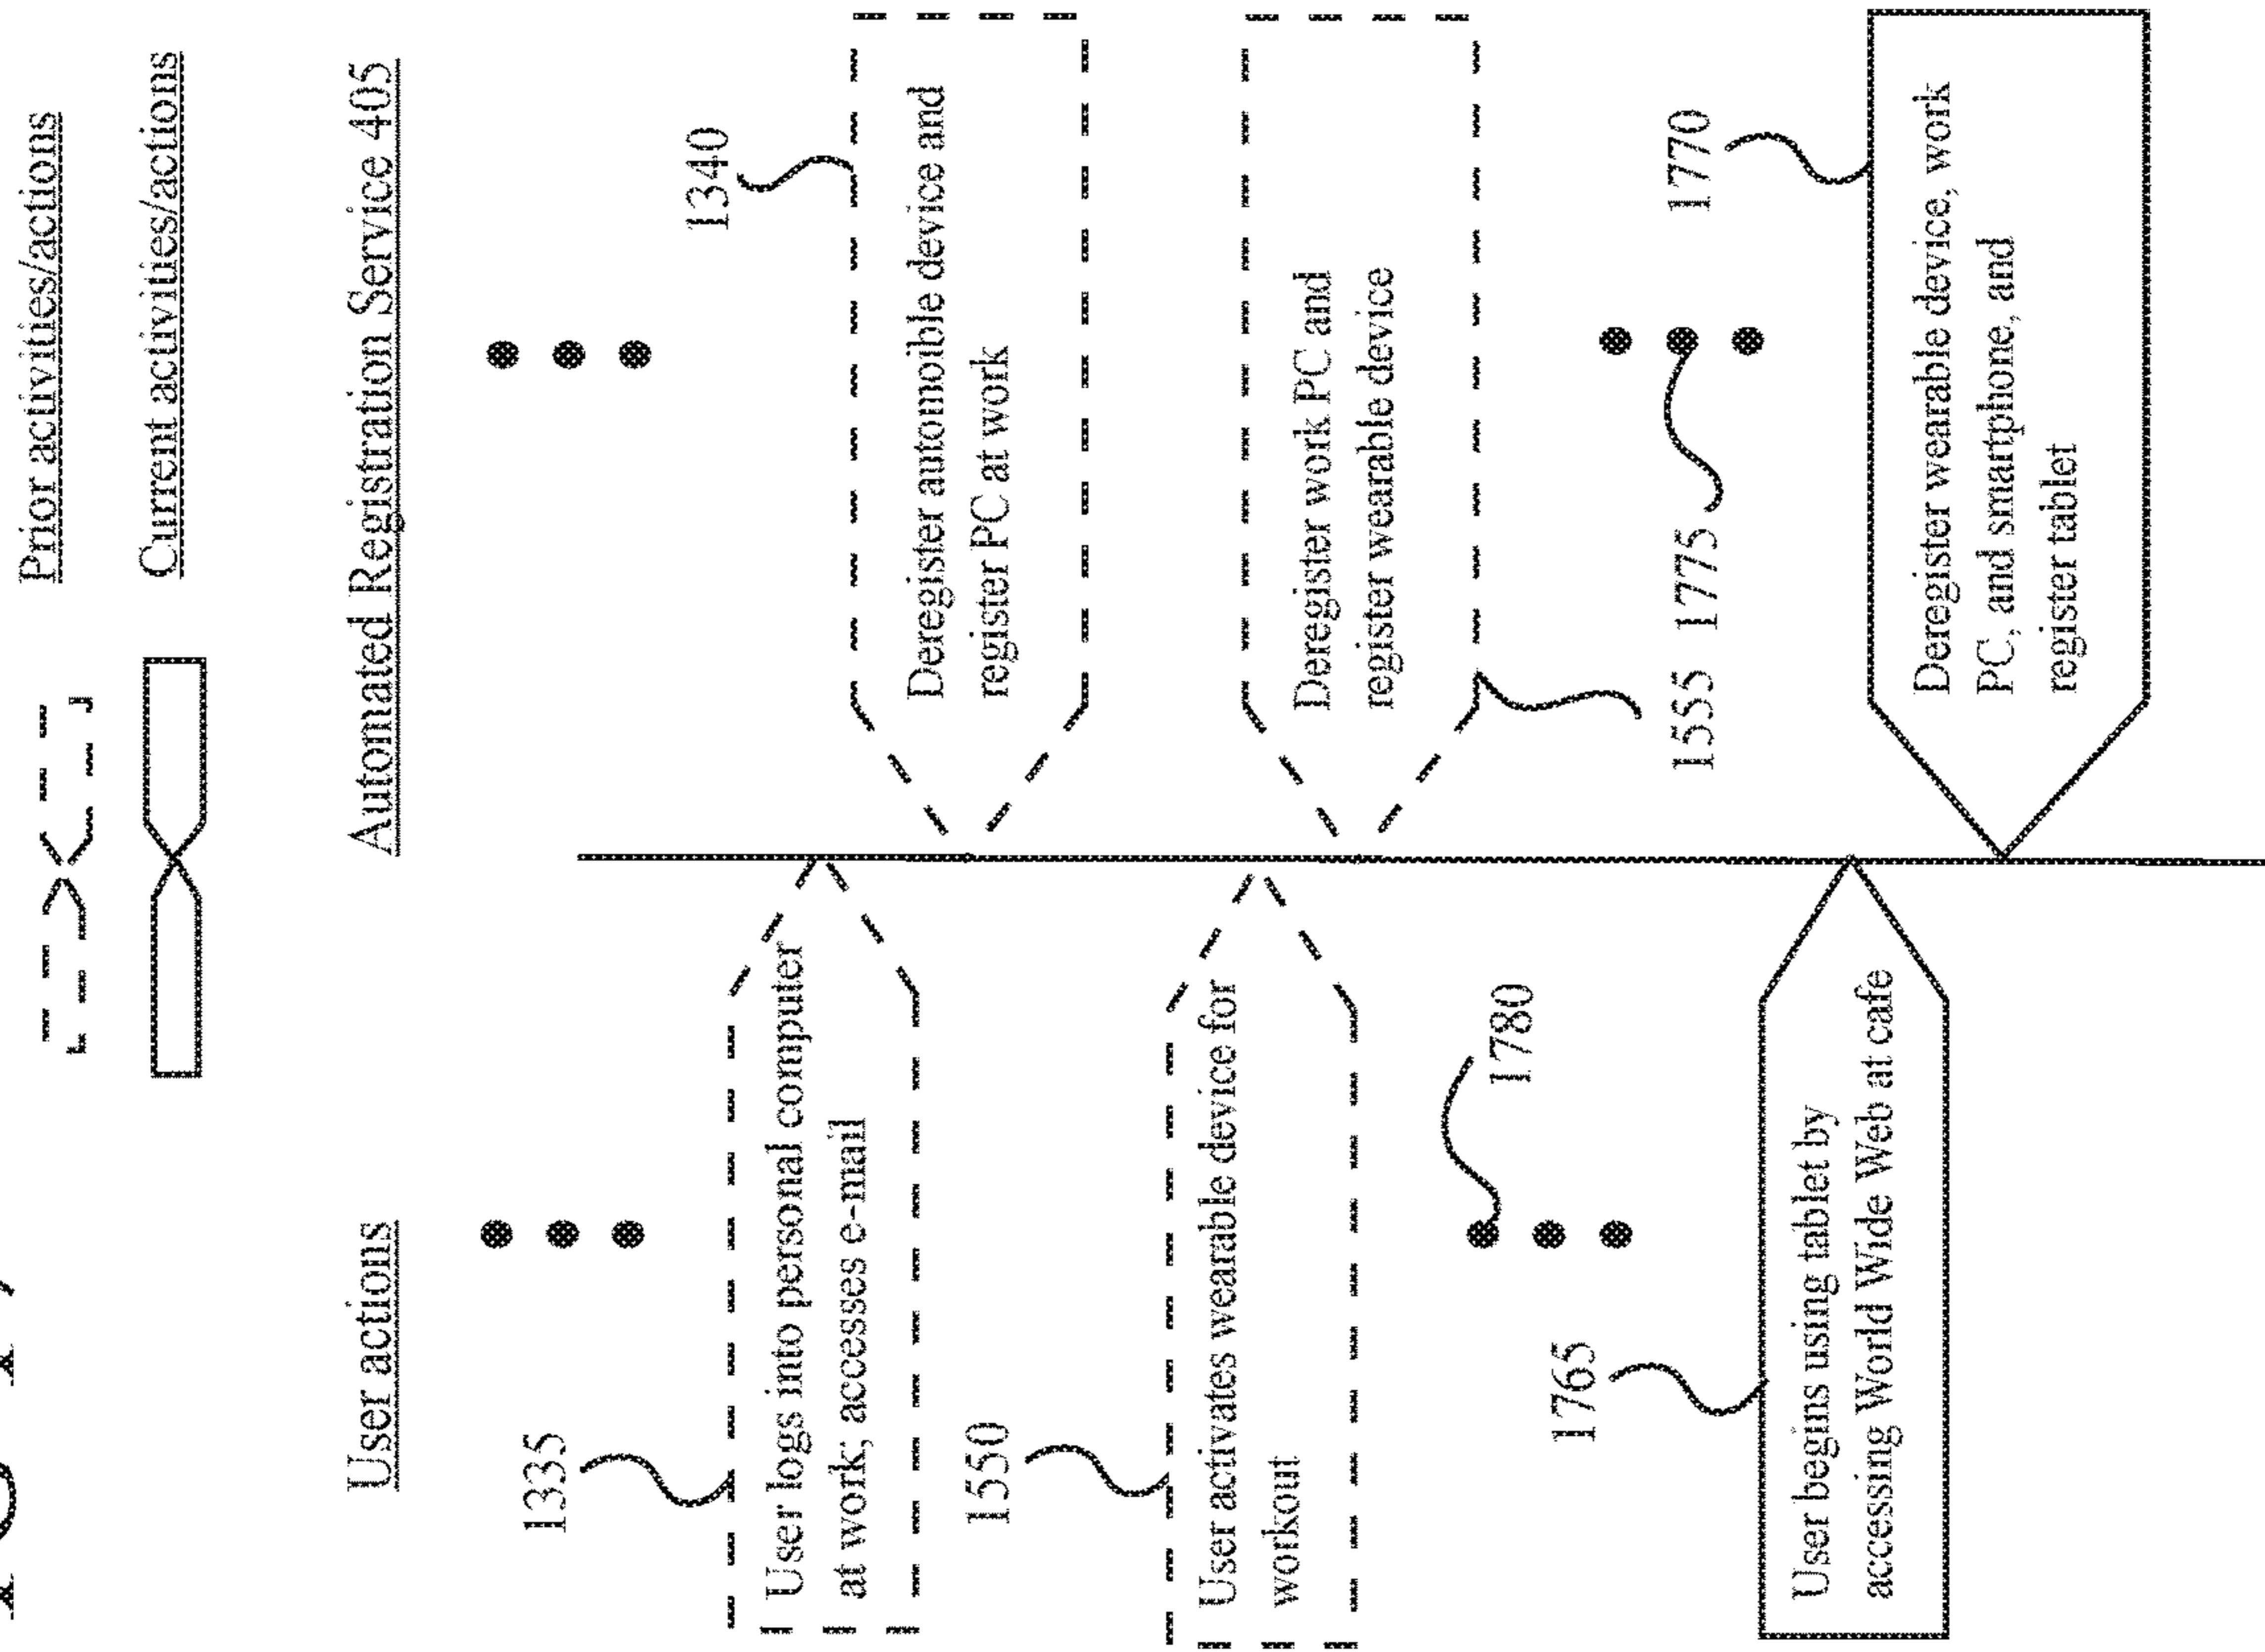 Prior activities/actions
Current activities/actions
User actions
Automated Registration Service 405
1335
User logs into personal computer
at work; accesses e-mail
1340
Deregister automoible device and
register PC at work
1550
User activates wearable device for
workout
Deregister work PC and
register wearable device
1555
1780
1775
1765
User begins using tablet by
accessing World Wide Web at cafe
1770
Deregister wearable device, work
PC, and smartphone, and
register tablet